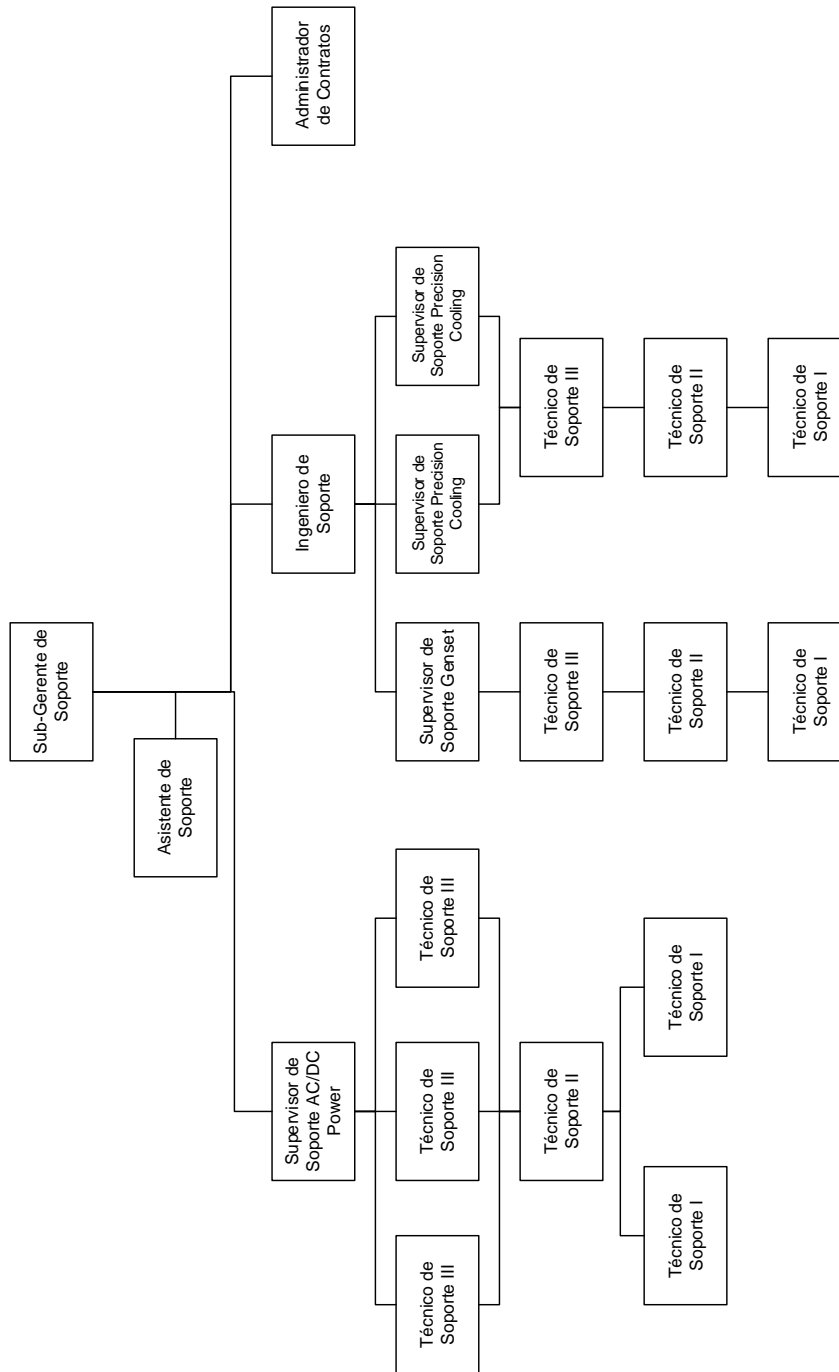 Sub-Gerente de
Soporte
Asistente de
Soporte
Supervisor de
Soporte AC/DC
Power
Ingeniero de
Soporte
Administrador
de Contratos
Técnico de
Soporte III
Técnico de
Soporte III
Técnico de
Soporte III
Supervisor de
Soporte Genset
Supervisor de
Soporte Precision
Cooling
Supervisor de
Soporte Precision
Cooling
Técnico de
Soporte II
Técnico de
Soporte III
Técnico de
Soporte III
Técnico de
Soporte I
Técnico de
Soporte I
Técnico de
Soporte II
Técnico de
Soporte II
Técnico de
Soporte I
Técnico de
Soporte I